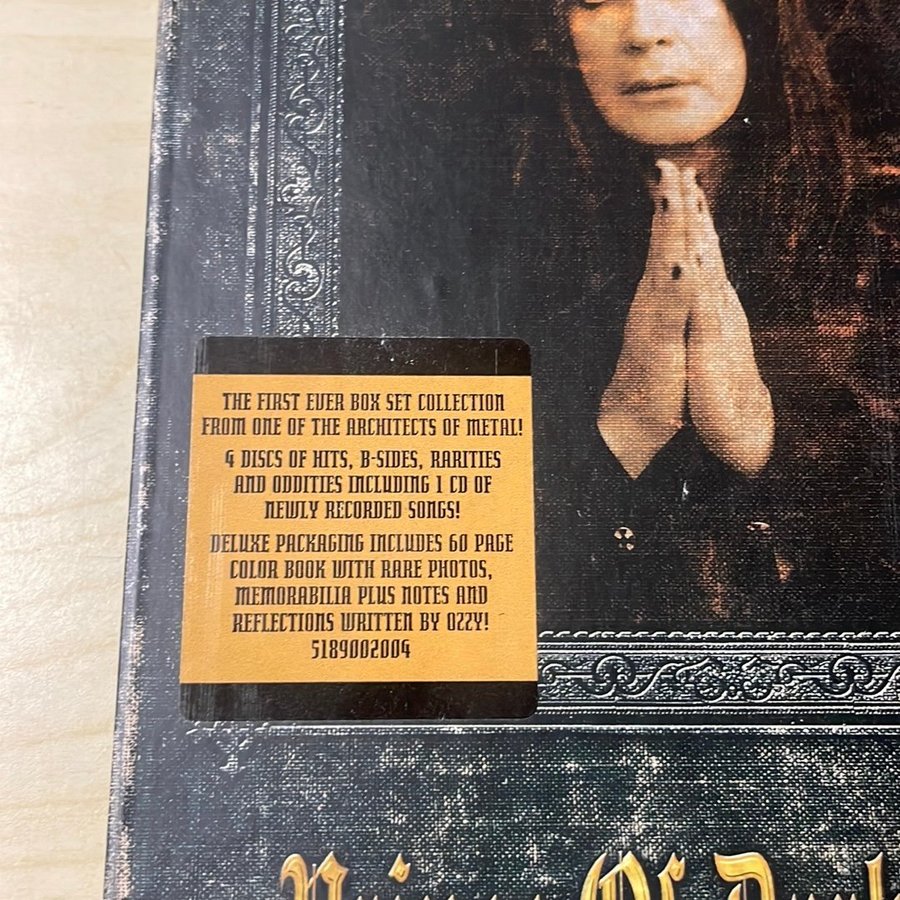 THE FIRST EVER BOX SET COLLECTION
FROM ONE OF THE ARCHITECTS OF METAL!
4 DISCS OF HITS, B-SIDES, RARITIES
AND ODDITIES INCLUDING 1 CD OF
NEWLY RECORDED SONGS!
DELUXE PACKAGING INCLUDES 60 PAGE
COLOR BOOK WITH RARE PHOTOS,
MEMORABILIA PLUS NOTES AND
REFLECTIONS WRITTEN BY OZZY!
5189002004
Of